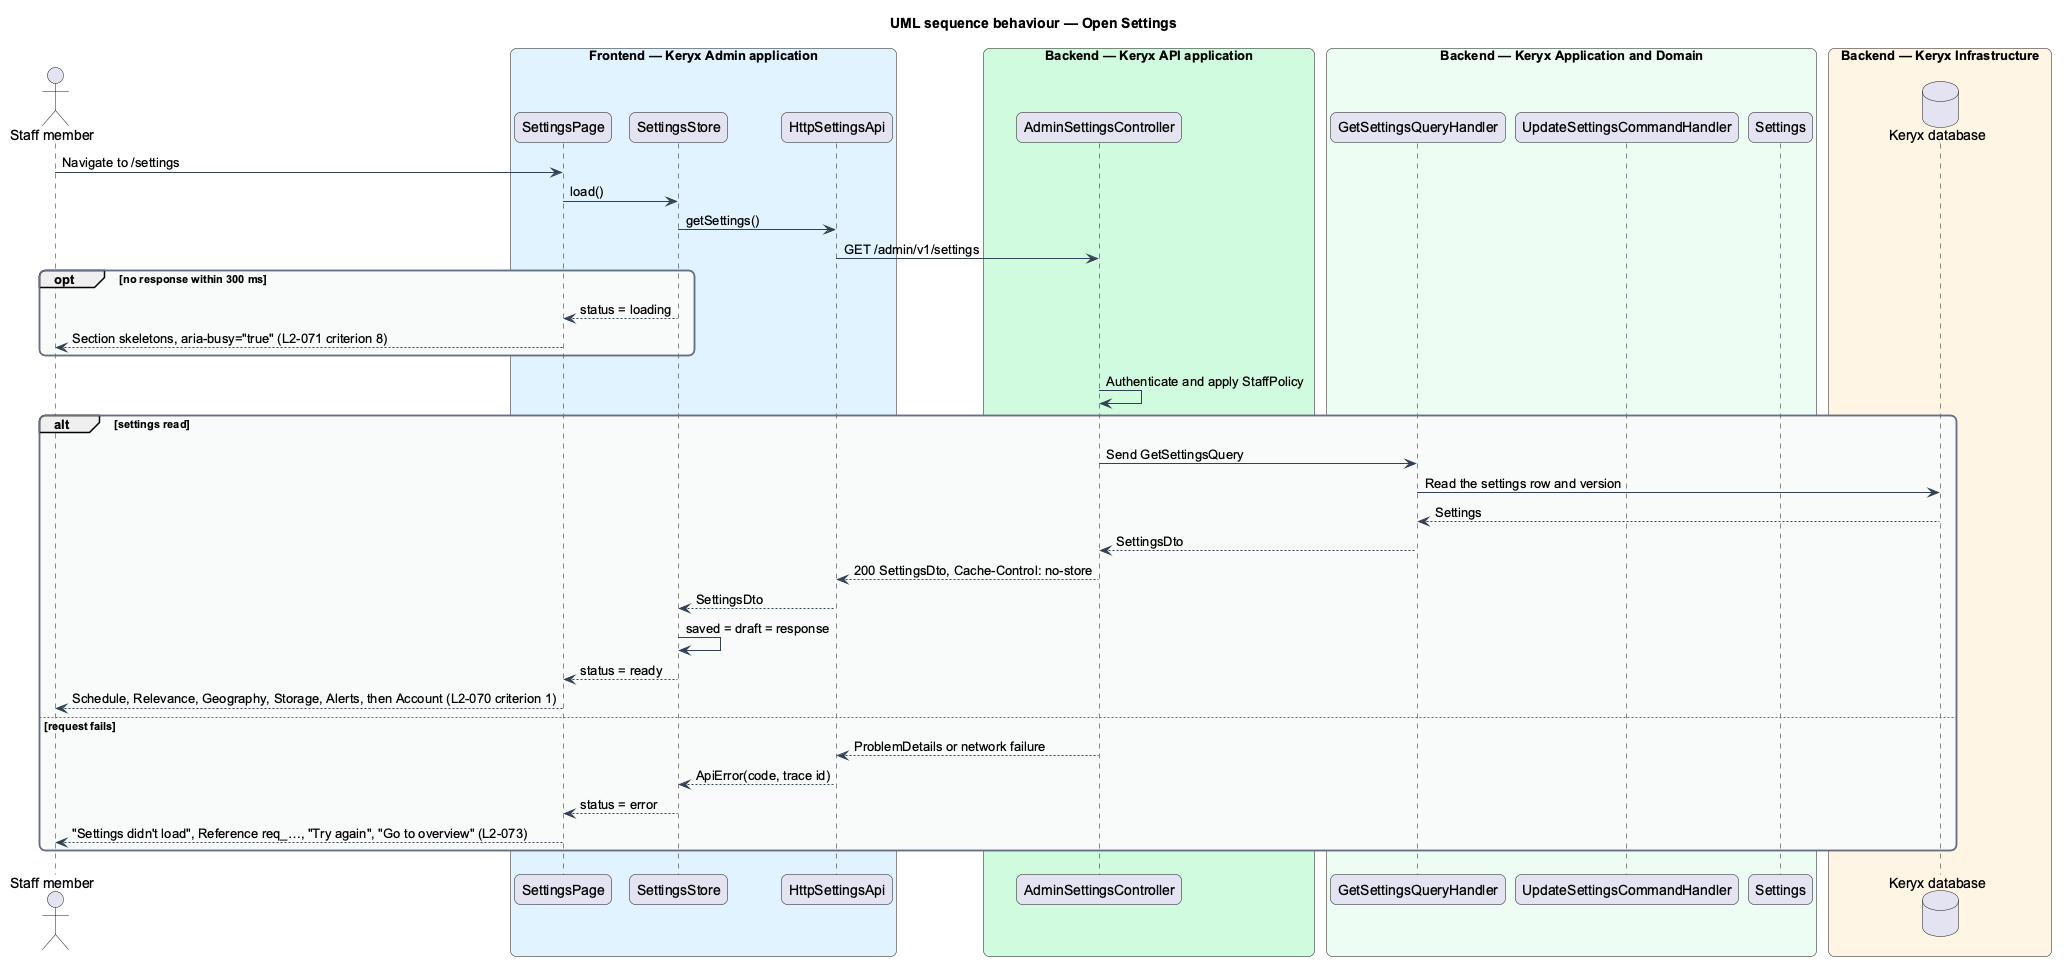 UML sequence behaviour — Open Settings
Frontend — Keryx Admin application
Backend — Keryx API application
Backend — Keryx Application and Domain
Backend — Keryx Infrastructure
Staff member
SettingsPage
SettingsStore
HttpSettingsApi
AdminSettingsController
GetSettingsQueryHandler
UpdateSettingsCommandHandler
Settings
Keryx database
Navigate to /settings
load()
getSettings()
GET /admin/v1/settings
opt
[no response within 300 ms]
status = loading
Section skeletons, aria-busy="true" (L2-071 criterion 8)
Authenticate and apply StaffPolicy
alt
[settings read]
Send GetSettingsQuery
Read the settings row and version
Settings
SettingsDto
200 SettingsDto, Cache-Control: no-store
SettingsDto
saved = draft = response
status = ready
Schedule, Relevance, Geography, Storage, Alerts, then Account (L2-070 criterion 1)
[request fails]
ProblemDetails or network failure
ApiError(code, trace id)
status = error
"Settings didn't load", Reference req_…, "Try again", "Go to overview" (L2-073)
Staff member
SettingsPage
SettingsStore
HttpSettingsApi
AdminSettingsController
GetSettingsQueryHandler
UpdateSettingsCommandHandler
Settings
Keryx database